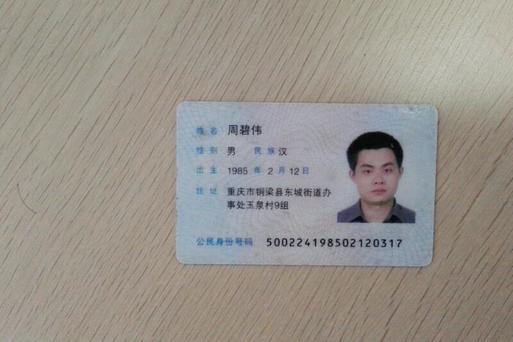 姓名 周碧伟
性别 男 民族 汉
出生 1985 年 2 月 12 日
住址 重庆市铜梁县东城街道办
事处玉泉村9组
公民身份号码 500224198502120317